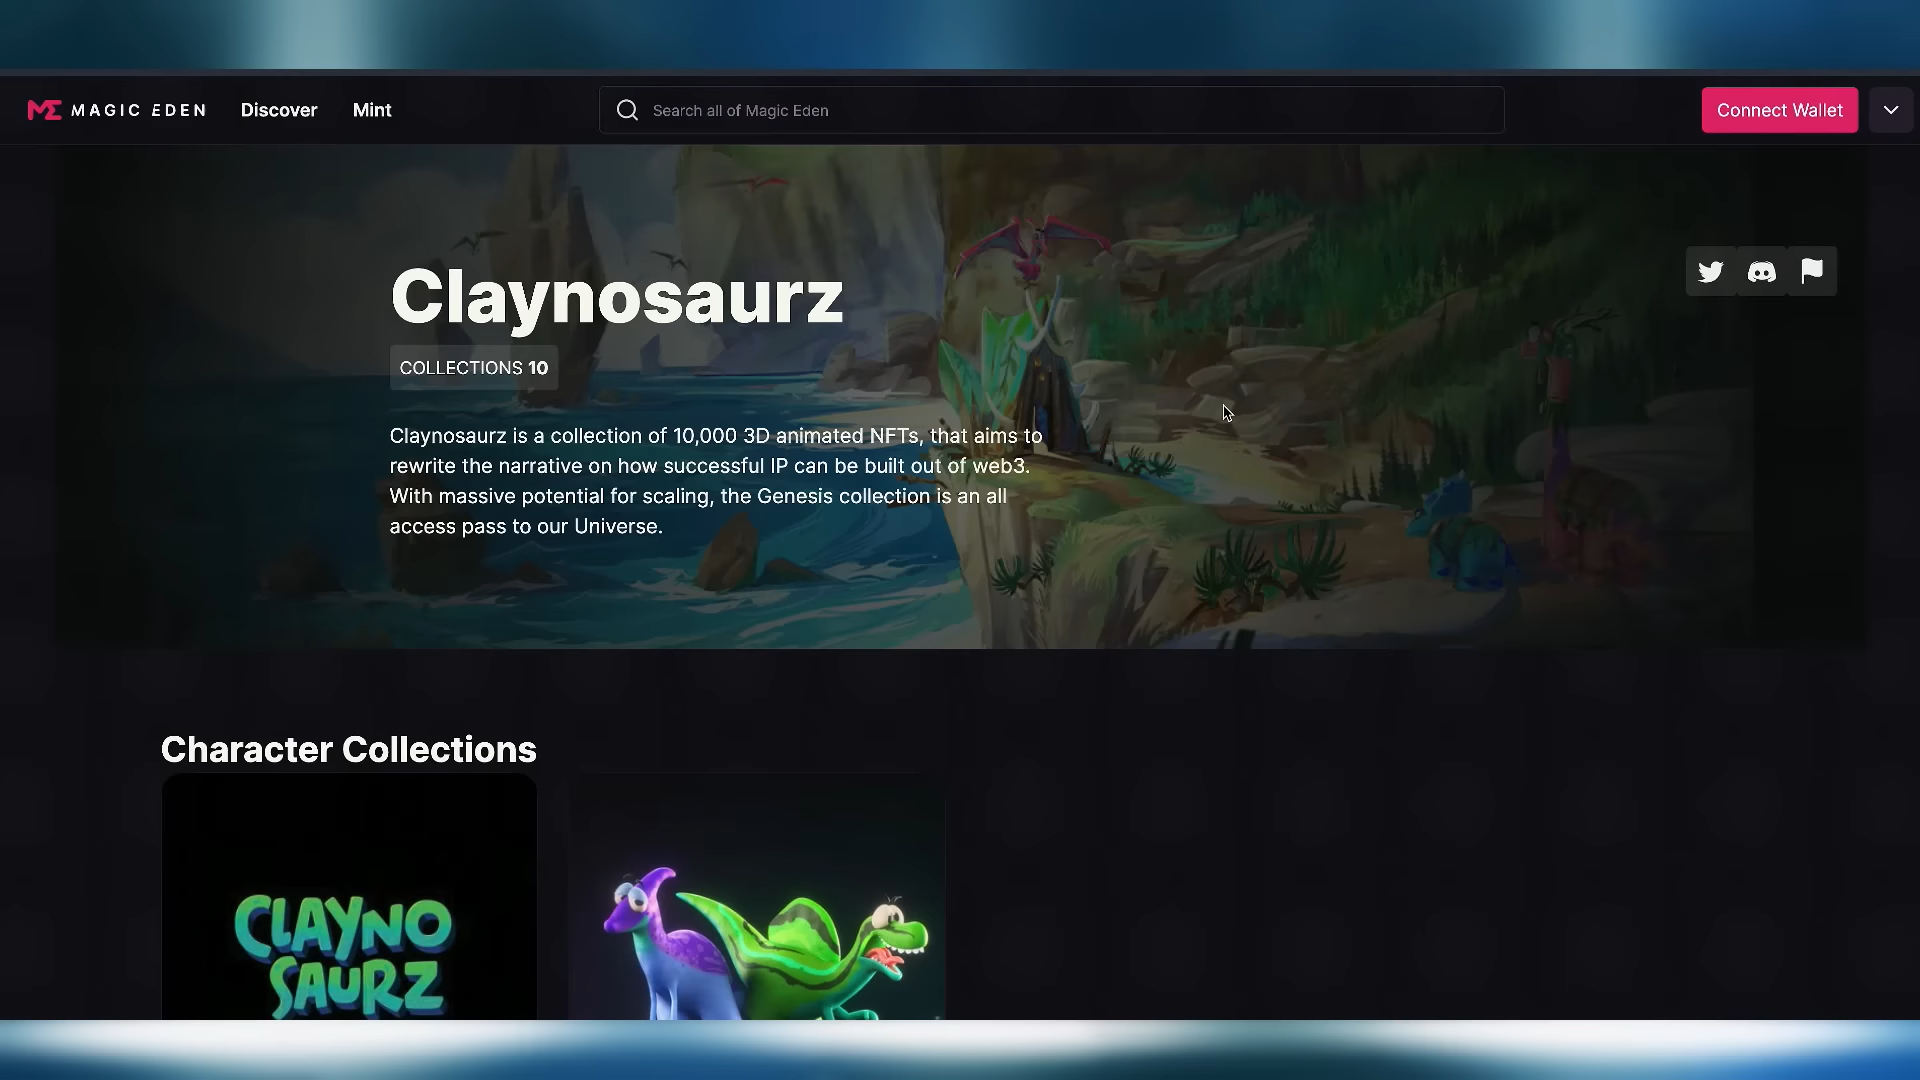 MAGIC EDEN
Discover
Mint
Search all of Magic Eden
Connect Wallet
Claynosaurz
COLLECTIONS 10
Claynosaurz is a collection of 10,000 3D animated NFTs, that aims to
rewrite the narrative on how successful IP can be built out of web3.
With massive potential for scaling, the Genesis collection is an all
access pass to our Universe.
Character Collections
CLAYNO
SAURZ